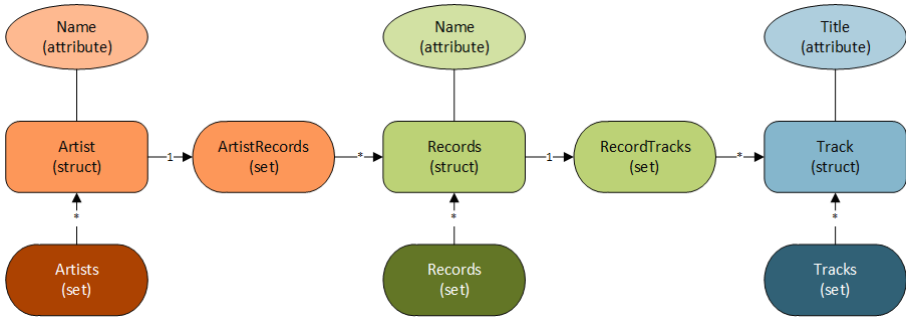 Name
(attribute)
Name
(attribute)
Title
(attribute)
Artist
(struct)
1
ArtistRecords
(set)
*
Records
(struct)
1
RecordTracks
(set)
*
Track
(struct)
*
*
*
Artists
(set)
Records
(set)
Tracks
(set)